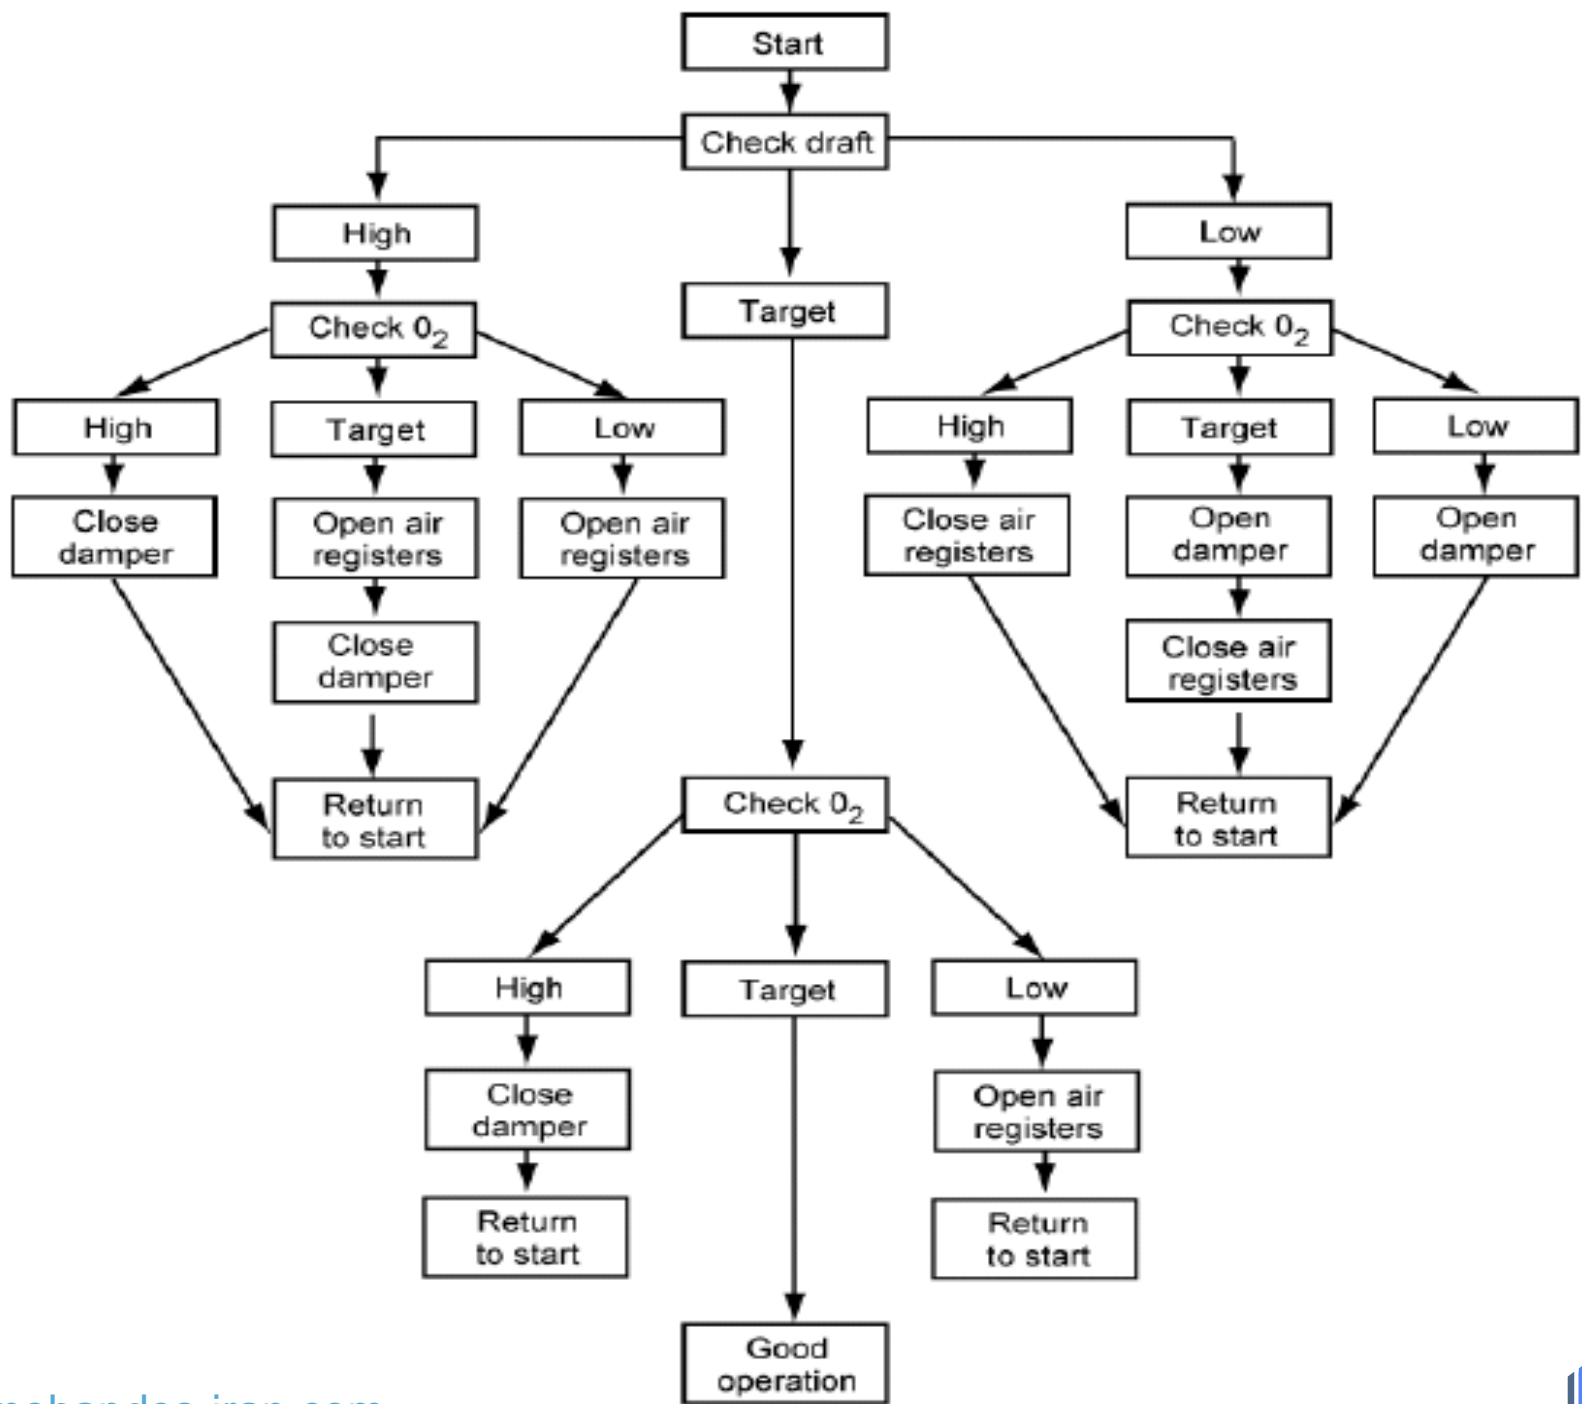 Start
Check draft
High
Low
Target
Check 0₂
Check 0₂
High
Target
Low
High
Target
Low
Close
damper
Open air
registers
Open air
registers
Close air
registers
Open
damper
Open
damper
Close
damper
Close air
registers
Return
to start
Check 0₂
Return
to start
High
Target
Low
Close
damper
Open air
registers
Return
to start
Return
to start
Good
operation